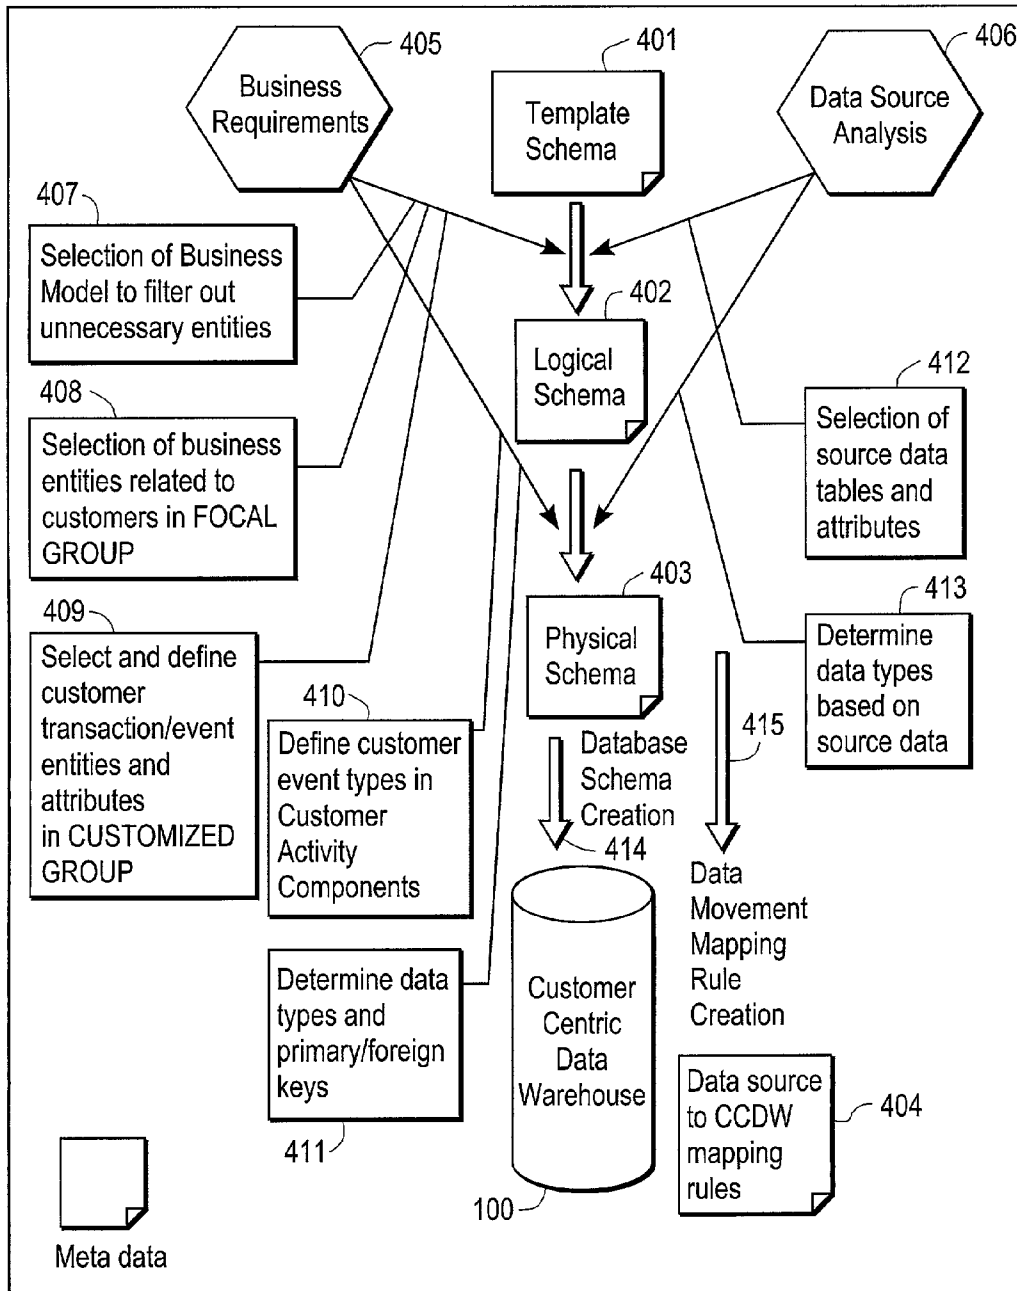 405
Business
Requirements
401
Template
Schema
406
Data Source
Analysis
407
Selection of Business
Model to filter out
unnecessary entities
402
Logical
Schema
408
Selection of business
entities related to
customers in FOCAL
GROUP
412
Selection of
source data
tables and
attributes
409
Select and define
customer
transaction/event
entities and
attributes
in CUSTOMIZED
GROUP
403
Physical
Schema
413
Determine
data types
based on
source data
410
Define customer
event types in
Customer
Activity
Components
Database
Schema
Creation
414
415
Data
Movement
Mapping
Rule
Creation
Determine data
types and
primary/foreign
keys
411
Customer
Centric
Data
Warehouse
100
Data source
to CCDW
mapping
rules
404
Meta data